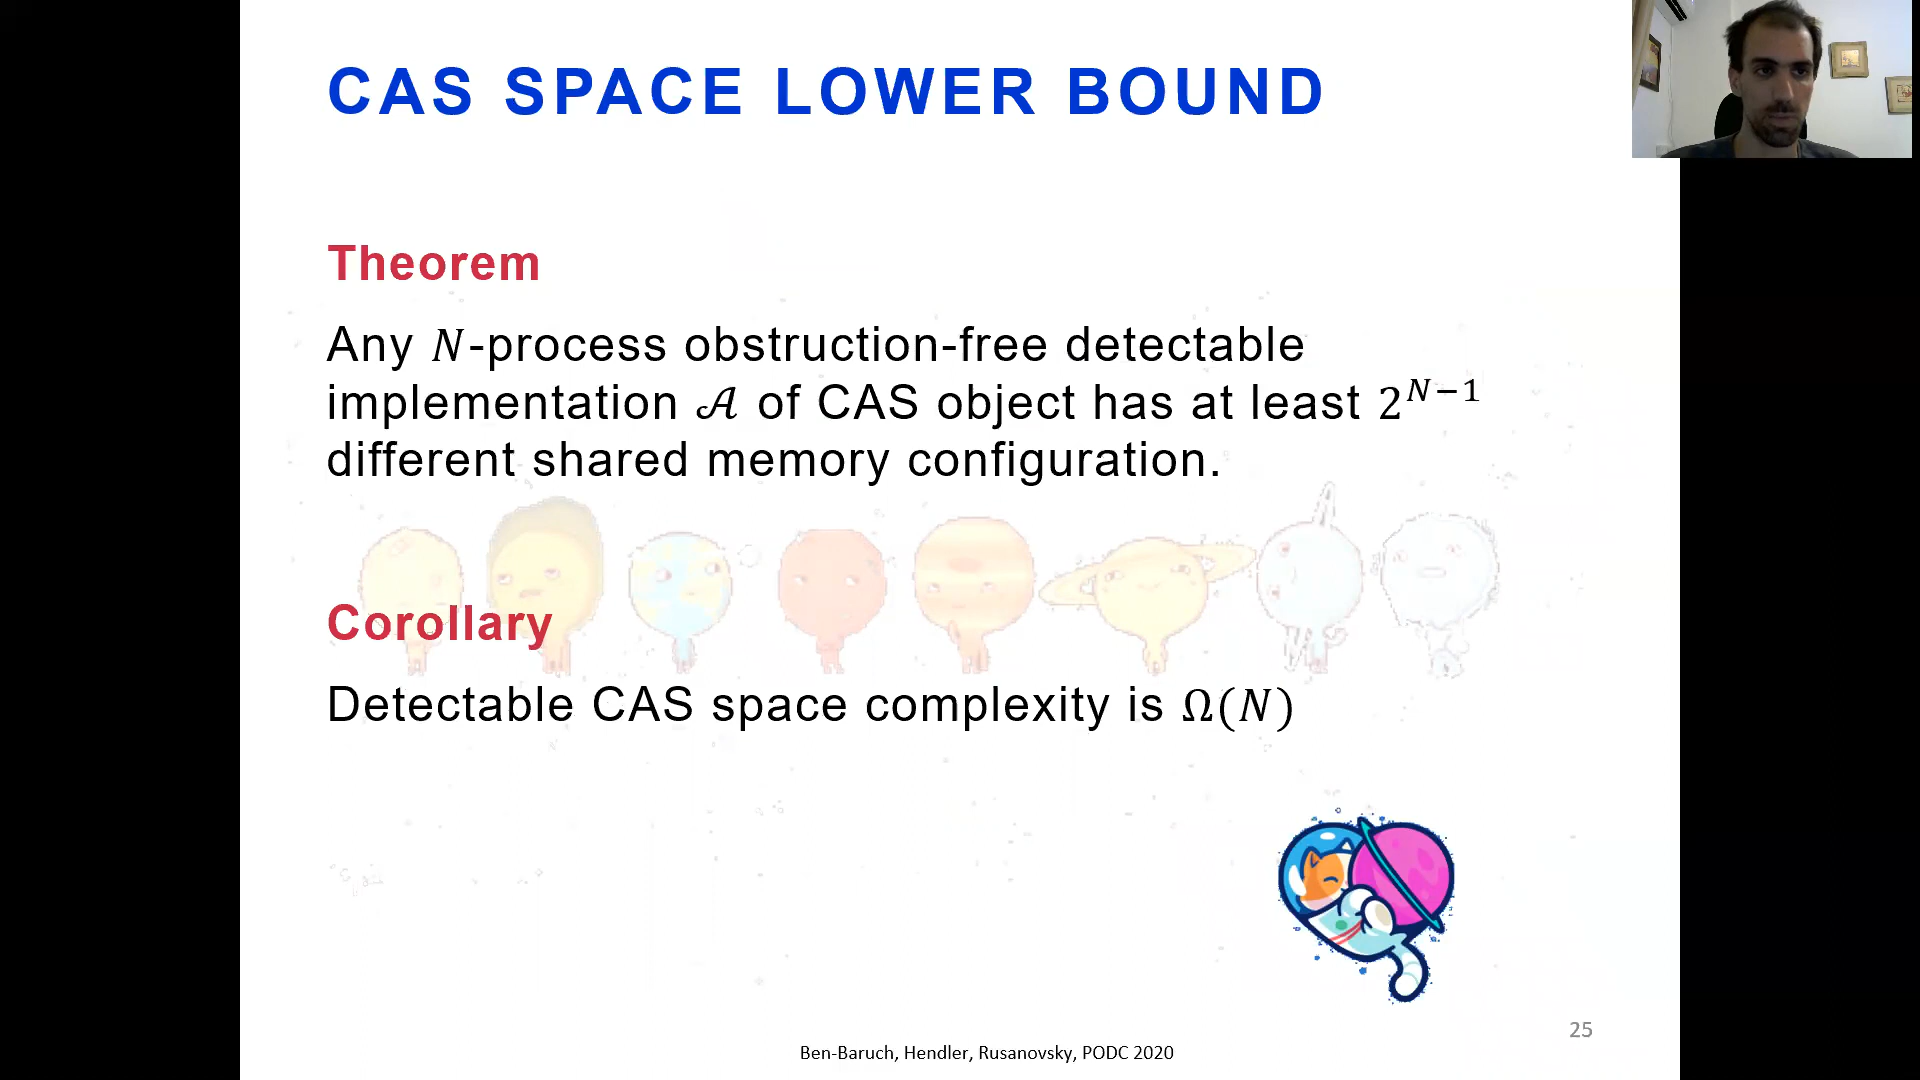 CAS SPACE LOWER BOUND
Theorem
Any N-process obstruction-free detectable
implementation 𝒜 of CAS object has at least 2^{N−1}
different shared memory configuration.
Corollary
Detectable CAS space complexity is Ω(N)
25
Ben-Baruch, Hendler, Rusanovsky, PODC 2020